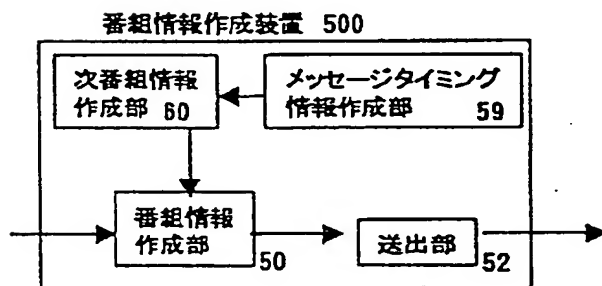 番組情報作成装置 500
次番組情報
作成部 60
メッセージタイミング
情報作成部 59
番組情報
作成部
50
送出部
52